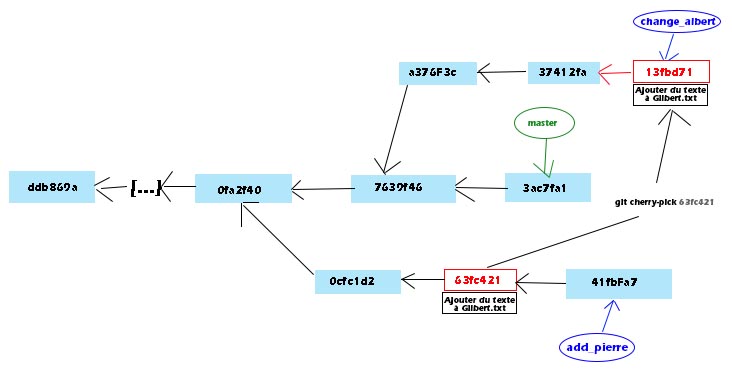 change_albert
a376F3c
37412fa
13fbd71
Ajouter du texte
à Gilbert.txt
master
ddb869a
[...]
0fa2f40
7639f46
3ac7fa1
git cherry-pick 63fc421
0cfc1d2
63fc421
41fbFa7
Ajouter du texte
à Gilbert.txt
add_pierre